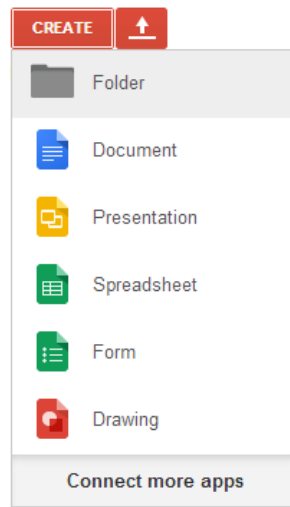 CREATE
Folder
Document
Presentation
Spreadsheet
Form
Drawing
Connect more apps